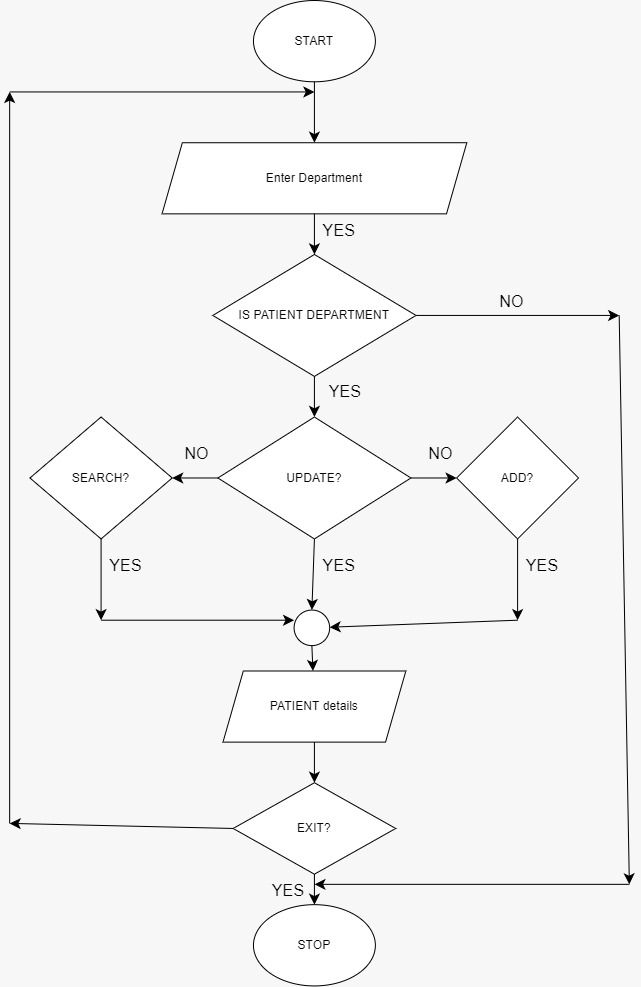 START
Enter Department
YES
IS PATIENT DEPARTMENT
NO
YES
SEARCH?
NO
UPDATE?
NO
ADD?
YES
YES
YES
PATIENT details
EXIT?
YES
STOP